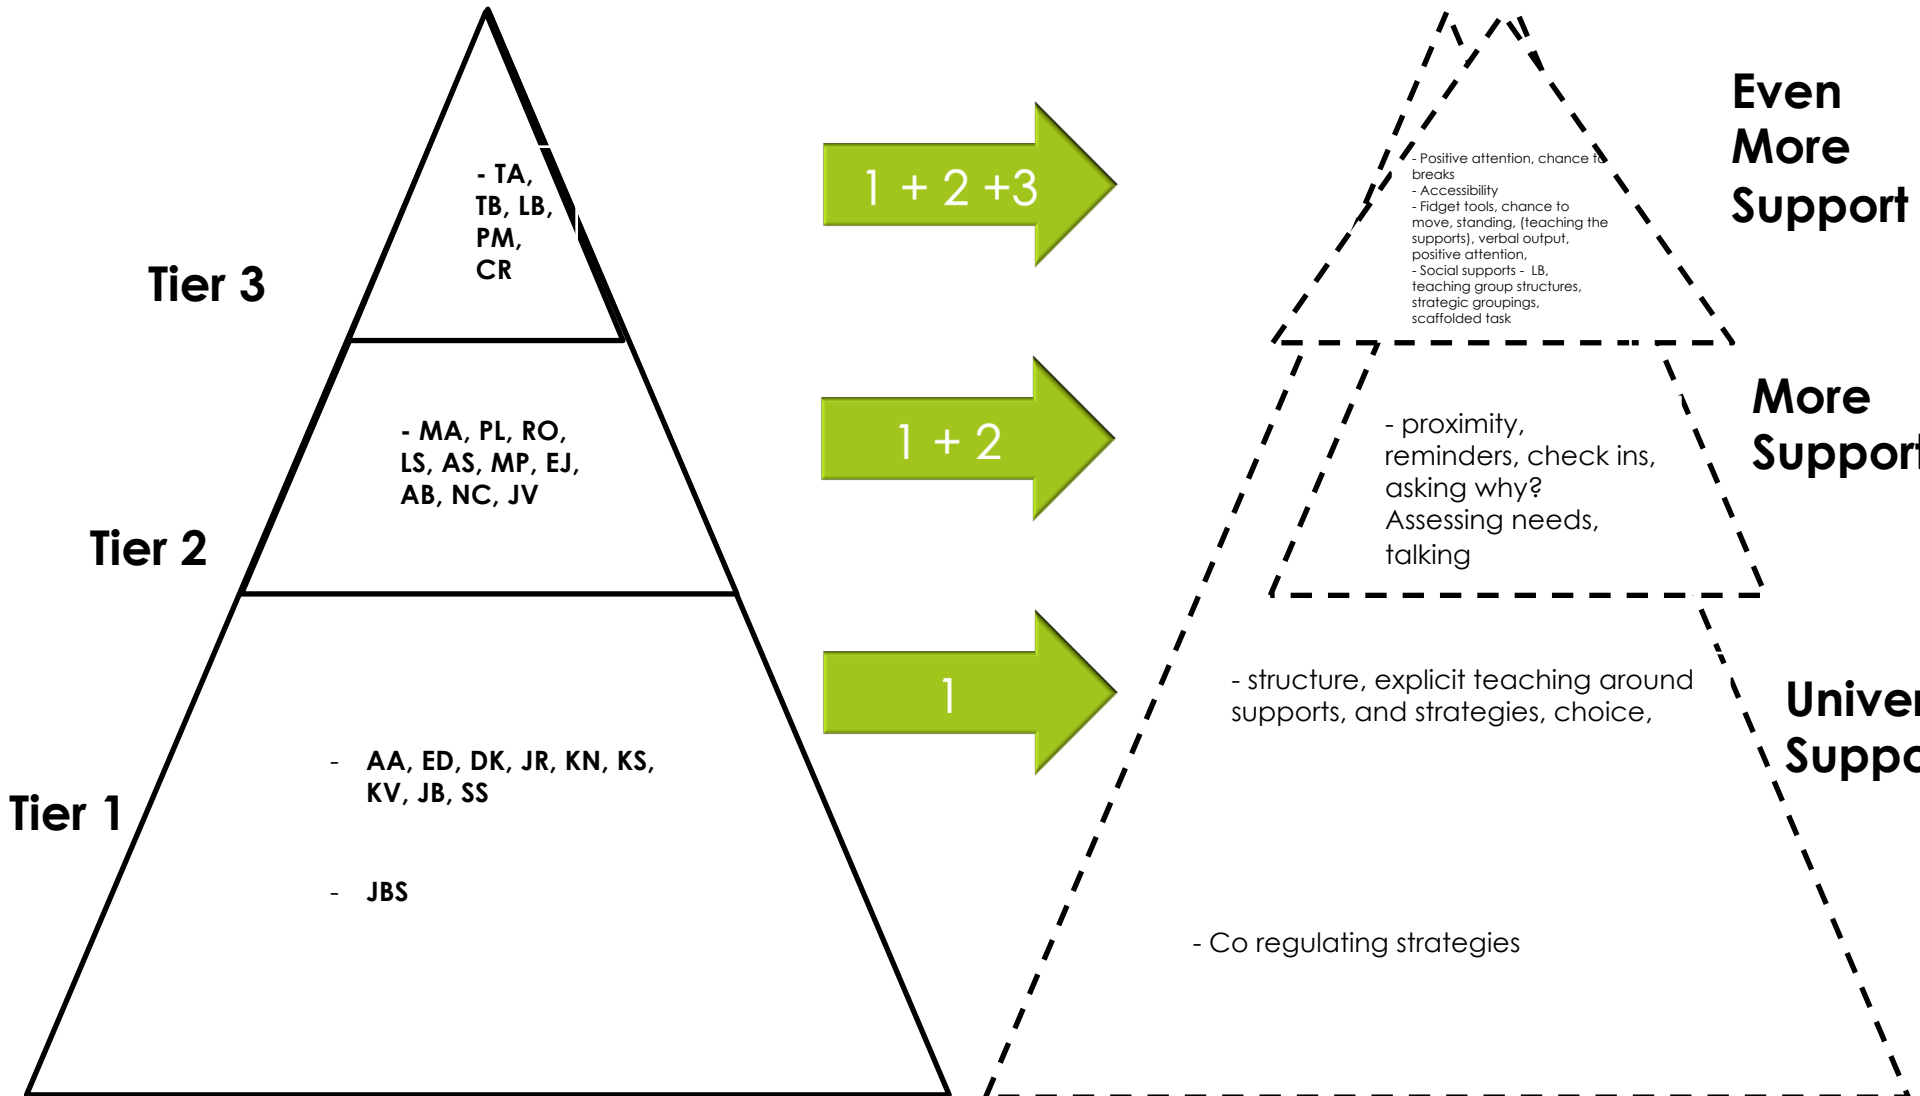 Tier 3
- TA,
TB, LB,
PM,
CR
Tier 2
- MA, PL, RO,
LS, AS, MP, EJ,
AB, NC, JV
Tier 1
- AA, ED, DK, JR, KN, KS,
KV, JB, SS
- JBS
1 + 2 +3
1 + 2
1
- Positive attention, chance to
breaks
- Accessibility
- Fidget tools, chance to
move, standing, (teaching the
supports), verbal output,
positive attention,
- Social supports - LB,
teaching group structures,
strategic groupings,
scaffolded task
Even
More
Support
- proximity,
reminders, check ins,
asking why?
Assessing needs,
talking
More
Support
- structure, explicit teaching around
supports, and strategies, choice,
- Co regulating strategies
Univer
Suppo